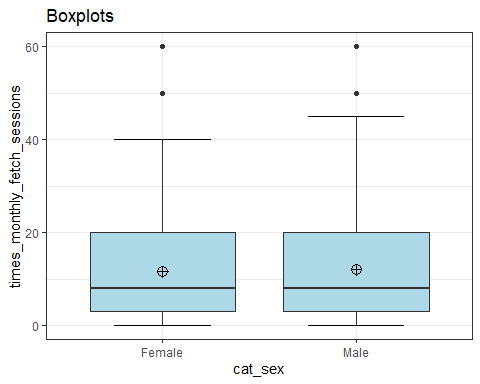 Boxplots
times_monthly_fetch_sessions
60
40
20
0
Female
Male
cat_sex